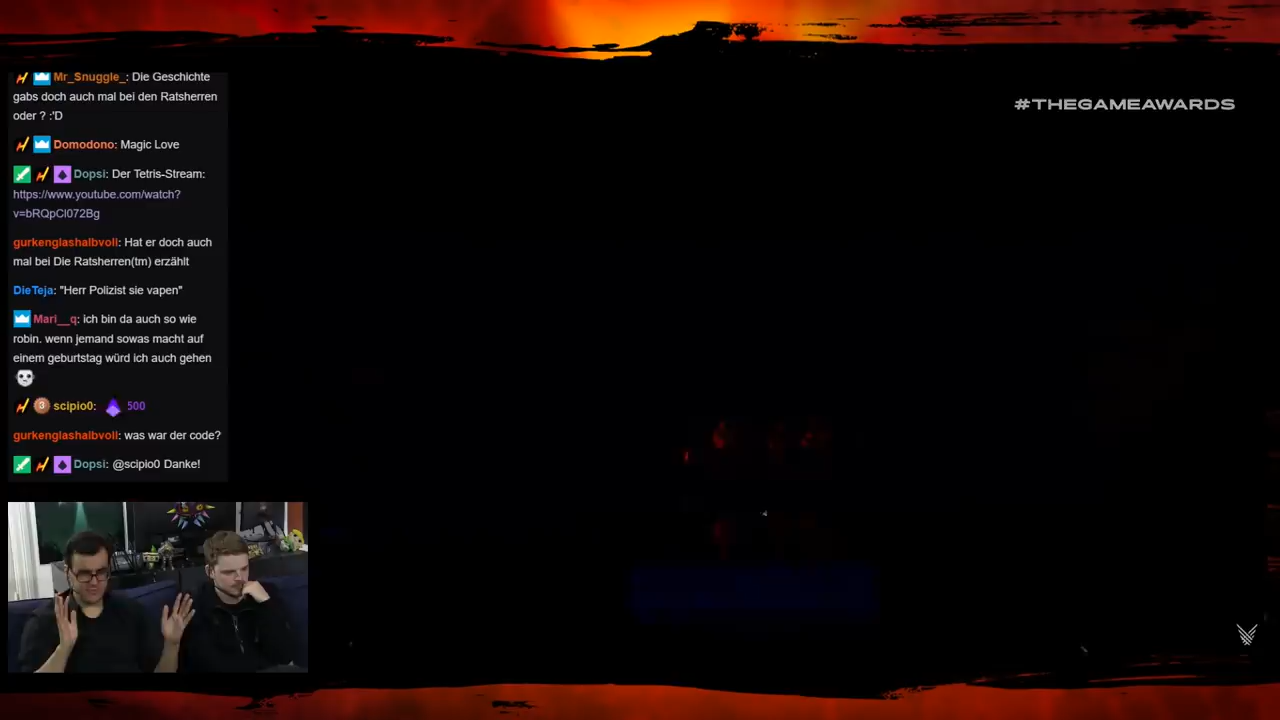 Mr_Snuggle_: Die Geschichte
gabs doch auch mal bei den Ratsherren
oder ? :'D
Domodono: Magic Love
Dopsi: Der Tetris-Stream:
https://www.youtube.com/watch?
v=bRQpCl072Bg
gurkenglashalbvoll: Hat er doch auch
mal bei Die Ratsherren(tm) erzählt
DieTeja: "Herr Polizist sie vapen"
Mari__q: ich bin da auch so wie
robin. wenn jemand sowas macht auf
einem geburtstag würd ich auch gehen
3 scipio0: 500
gurkenglashalbvoll: was war der code?
Dopsi: @scipio0 Danke!
#THEGAMEAWARDS